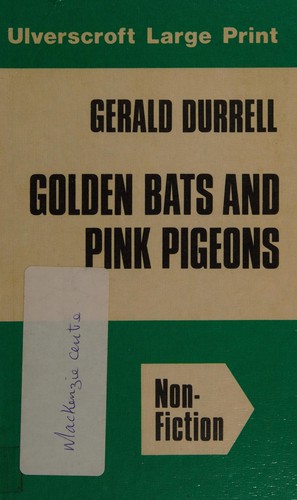 Ulverscroft Large Print
GERALD DURRELL
GOLDEN BATS AND
PINK PIGEONS
Mackenzie centre
Non-
Fiction